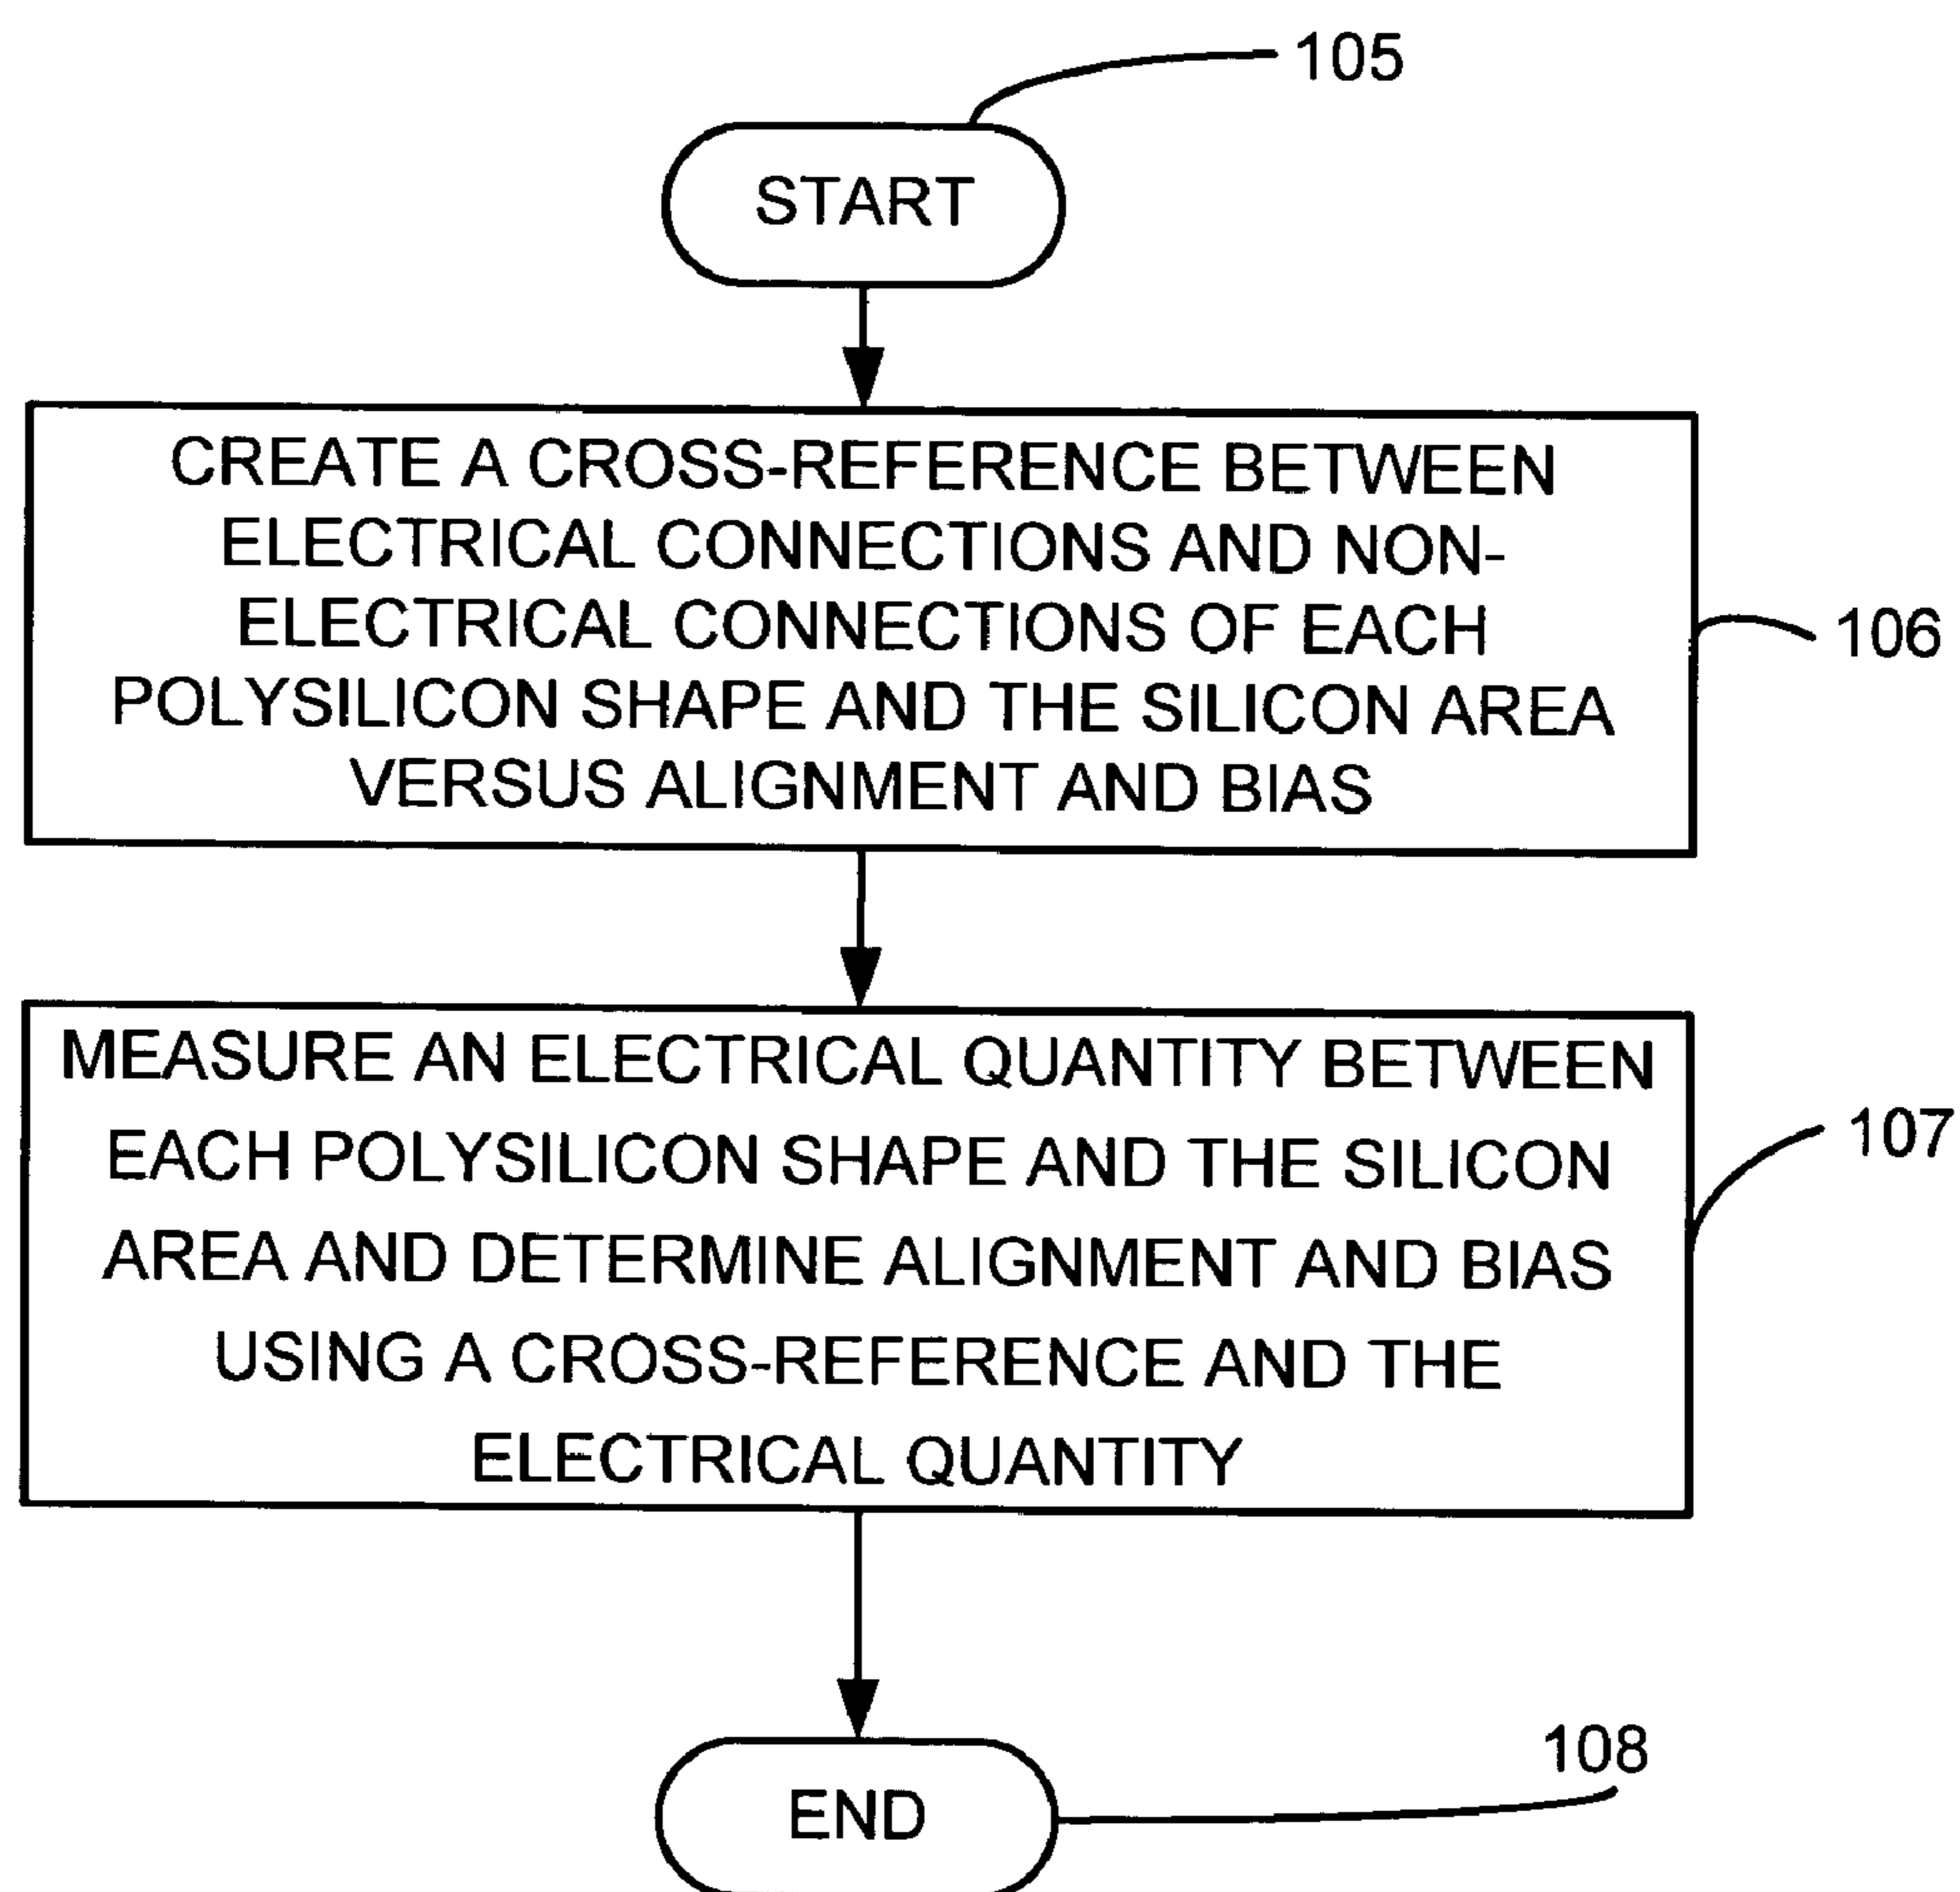 105
START
CREATE A CROSS-REFERENCE BETWEEN
ELECTRICAL CONNECTIONS AND NON-
ELECTRICAL CONNECTIONS OF EACH
POLYSILICON SHAPE AND THE SILICON AREA
VERSUS ALIGNMENT AND BIAS
106
MEASURE AN ELECTRICAL QUANTITY BETWEEN
EACH POLYSILICON SHAPE AND THE SILICON
AREA AND DETERMINE ALIGNMENT AND BIAS
USING A CROSS-REFERENCE AND THE
ELECTRICAL QUANTITY
107
108
END